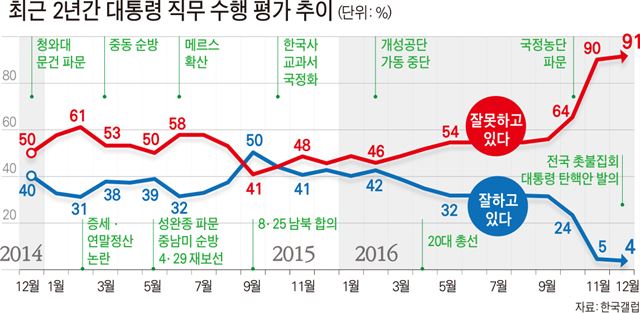 최근 2년간 대통령 직무 수행 평가 추이 (단위: %)
청와대
문건 파문
중동 순방
메르스
확산
한국사
교과서
국정화
개성공단
가동 중단
국정농단
파문
80
60
40
20
50
61
53
50
58
41
48
46
54
64
90
91
40
31
38
39
32
50
41
42
32
24
5
4
잘못하고
있다
잘하고
있다
증세·
연말정산
논란
성완종 파문
중남미 순방
4·29 재보선
8·25 남북 합의
20대 총선
전국 촛불집회
대통령 탄핵안 발의
2014
2015
2016
0
12월 1월 3월 5월 7월 9월 11월 1월 3월 5월 7월 9월 11월 12월
자료: 한국갤럽